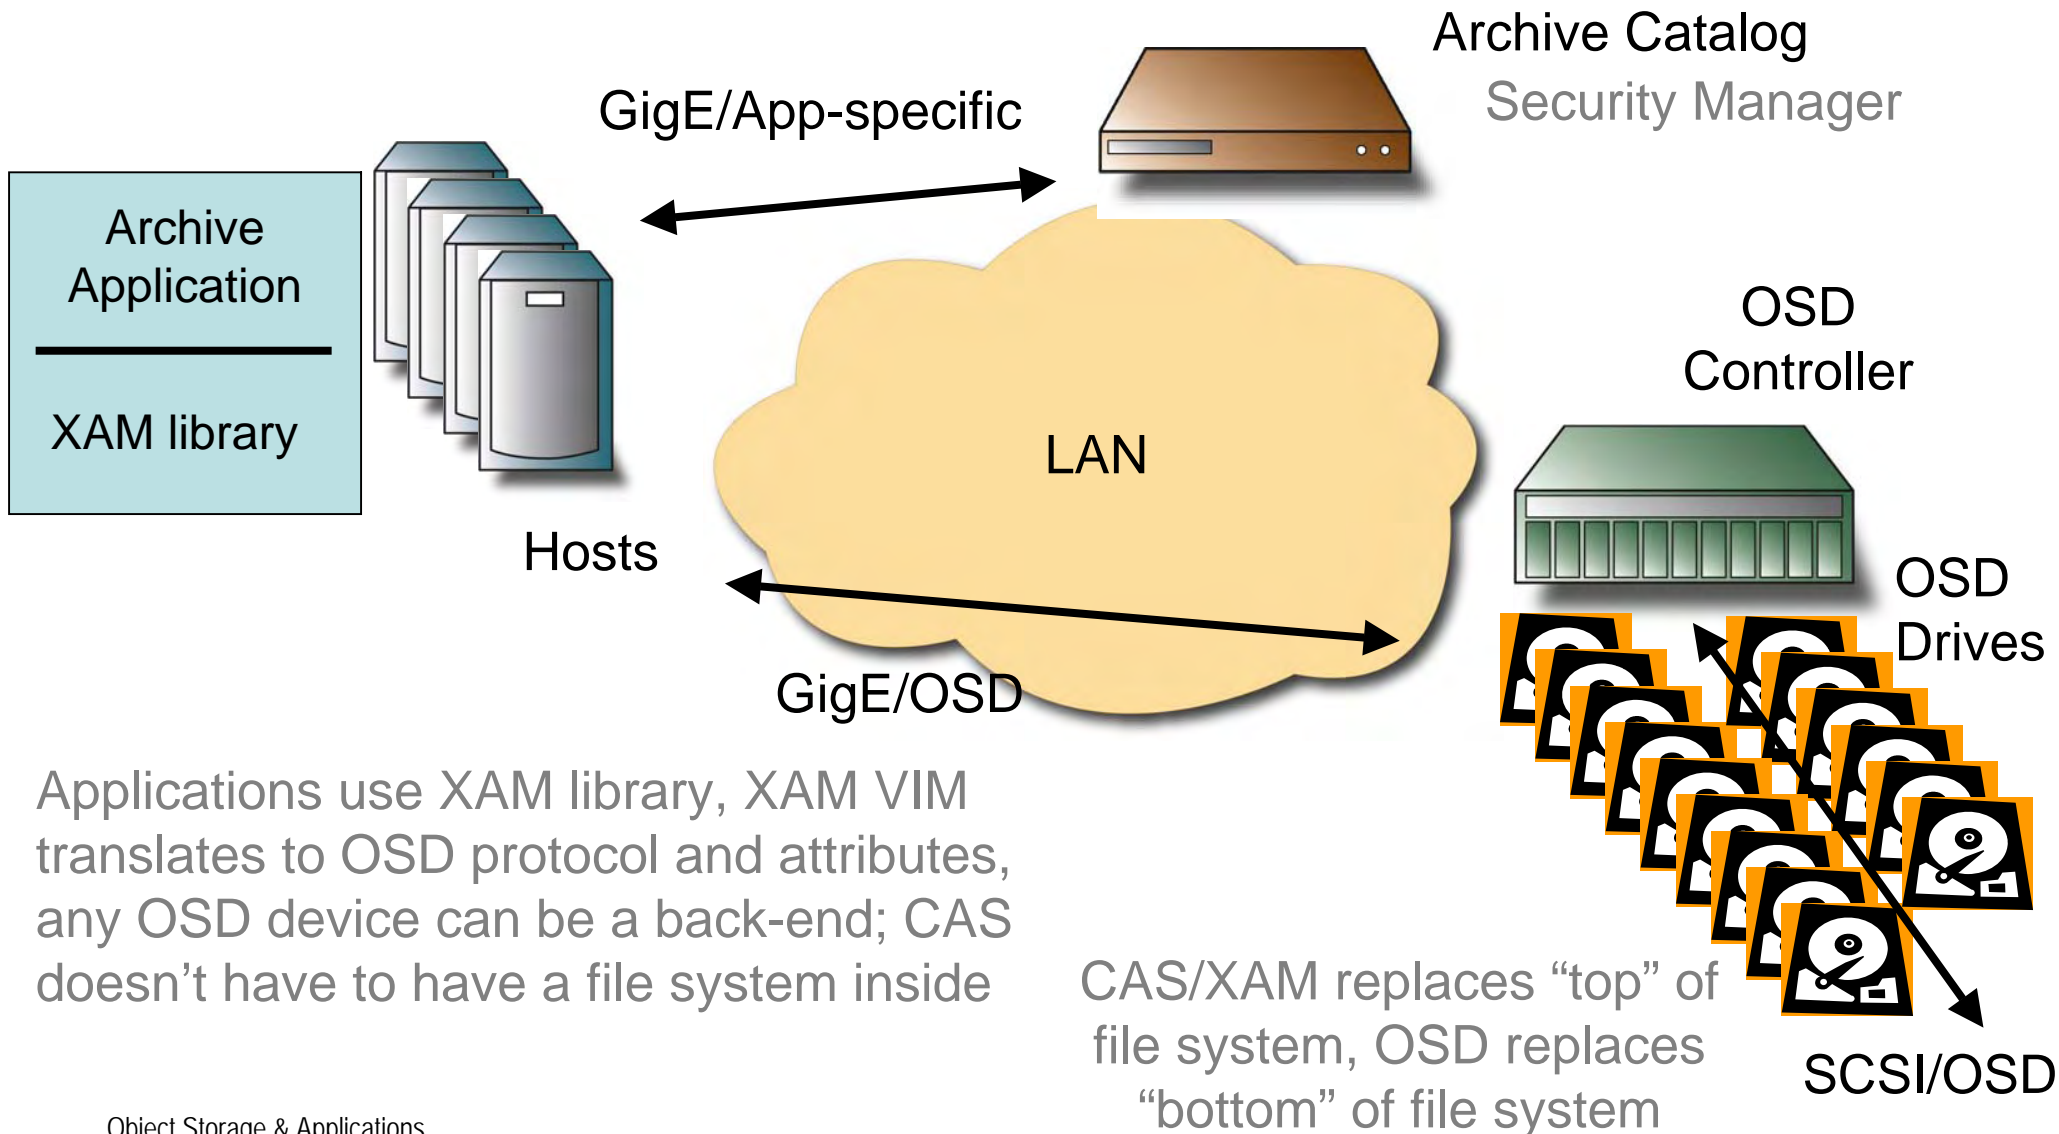 Archive Catalog
Security Manager
GigE/App-specific
Archive
Application
XAM library
Hosts
LAN
OSD
Controller
OSD
Drives
GigE/OSD
SCSI/OSD
Applications use XAM library, XAM VIM
translates to OSD protocol and attributes,
any OSD device can be a back-end; CAS
doesn’t have to have a file system inside
CAS/XAM replaces “top” of
file system, OSD replaces
“bottom” of file system
Object Storage & Applications